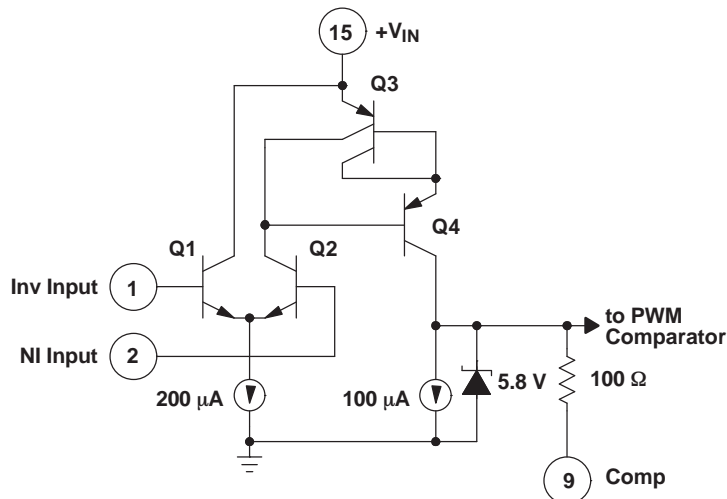 15 +VIN
Q3
Q4
Q1 Q2
Inv Input 1
NI Input 2
to PWM
Comparator
200 μA 100 μA 5.8 V 100 Ω
9 Comp